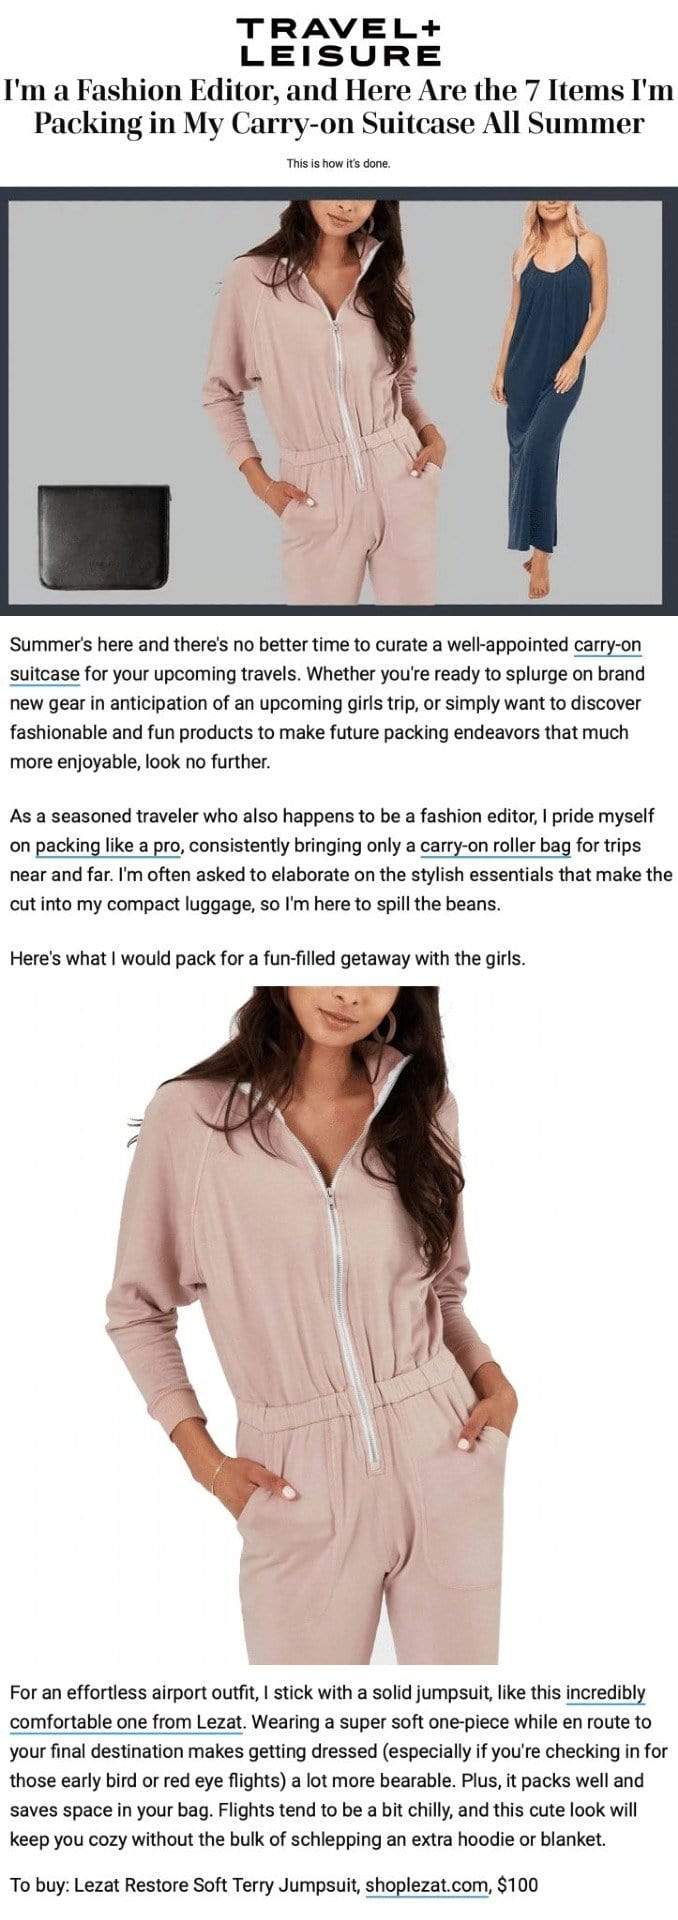 TRAVEL+
LEISURE
I'm a Fashion Editor, and Here Are the 7 Items I'm
Packing in My Carry-on Suitcase All Summer
This is how it's done.
Summer's here and there's no better time to curate a well-appointed carry-on
suitcase for your upcoming travels. Whether you're ready to splurge on brand
new gear in anticipation of an upcoming girls trip, or simply want to discover
fashionable and fun products to make future packing endeavors that much
more enjoyable, look no further.
As a seasoned traveler who also happens to be a fashion editor, I pride myself
on packing like a pro, consistently bringing only a carry-on roller bag for trips
near and far. I'm often asked to elaborate on the stylish essentials that make the
cut into my compact luggage, so I'm here to spill the beans.
Here's what I would pack for a fun-filled getaway with the girls.
For an effortless airport outfit, I stick with a solid jumpsuit, like this incredibly
comfortable one from Lezat. Wearing a super soft one-piece while en route to
your final destination makes getting dressed (especially if you're checking in for
those early bird or red eye flights) a lot more bearable. Plus, it packs well and
saves space in your bag. Flights tend to be a bit chilly, and this cute look will
keep you cozy without the bulk of schlepping an extra hoodie or blanket.
To buy: Lezat Restore Soft Terry Jumpsuit, shoplezat.com, $100